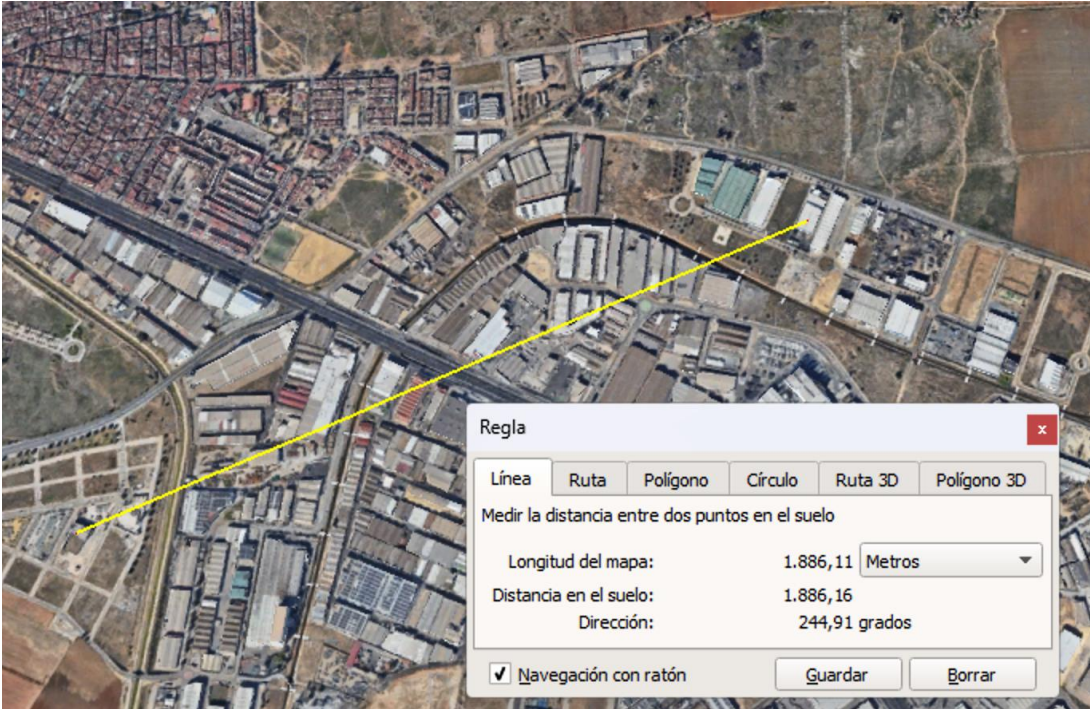 Regla
x
Línea Ruta Polígono Círculo Ruta 3D Polígono 3D
Medir la distancia entre dos puntos en el suelo
Longitud del mapa: 1.886,11 Metros
Distancia en el suelo: 1.886,16
Dirección: 244,91 grados
Navegación con ratón Guardar Borrar